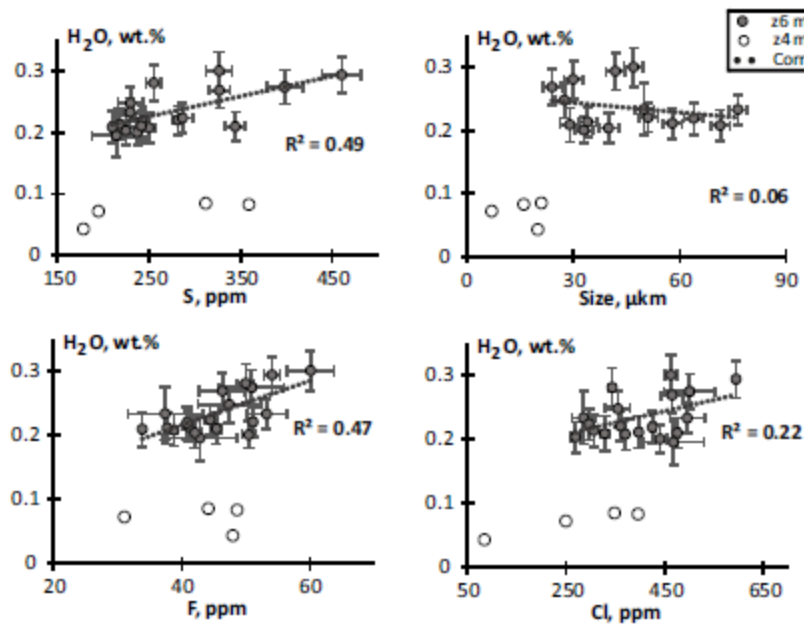 H₂O, wt.%
0.3
0.2
0.1
0
R² = 0.49
150
250
350
450
S, ppm
H₂O, wt.%
z6 m
z4 m
Corr
0.3
0.2
0.1
0
R² = 0.06
0
30
60
90
Size, µkm
H₂O, wt.%
0.3
0.2
0.1
0
R² = 0.47
20
40
60
F, ppm
H₂O, wt.%
0.3
0.2
0.1
0
R² = 0.22
50
250
450
650
Cl, ppm